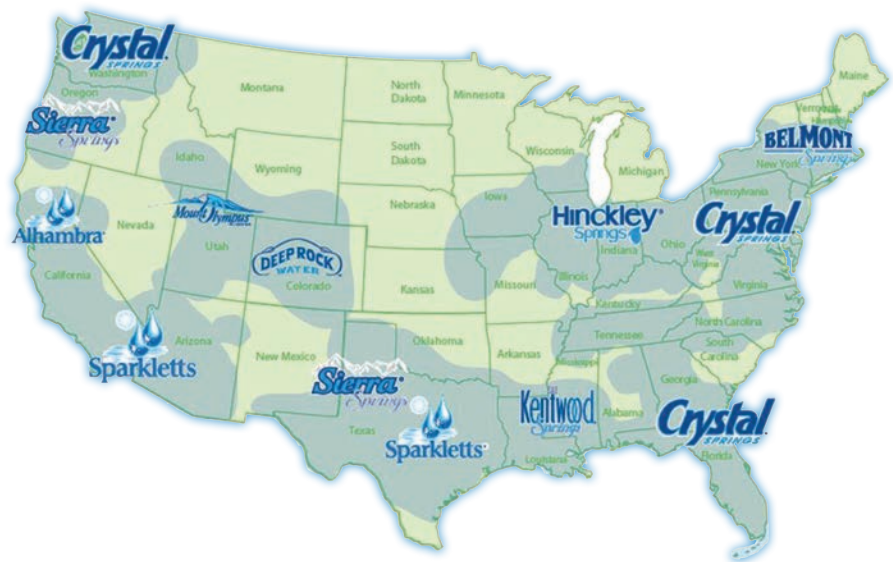 Crystal
SPRINGS
Washington
Oregon
Sierra
Springs
Alhambra
California
Nevada
Sparkletts
Idaho
Montana
Wyoming
Mount Olympus
Utah
DEEP ROCK
WATER
Colorado
Arizona
New Mexico
North
Dakota
South
Dakota
Nebraska
Kansas
Oklahoma
Sierra
Springs
Texas
Sparkletts
Minnesota
Iowa
Missouri
Arkansas
Louisiana
Kentwood
Springs
Wisconsin
Michigan
Hinckley
Springs
Illinois
Indiana
Ohio
Kentucky
Tennessee
Mississippi
Alabama
Georgia
Florida
Crystal
SPRINGS
South
Carolina
North Carolina
Virginia
West
Virginia
Crystal
SPRINGS
Pennsylvania
New York
BELMONT
Springs
Maine